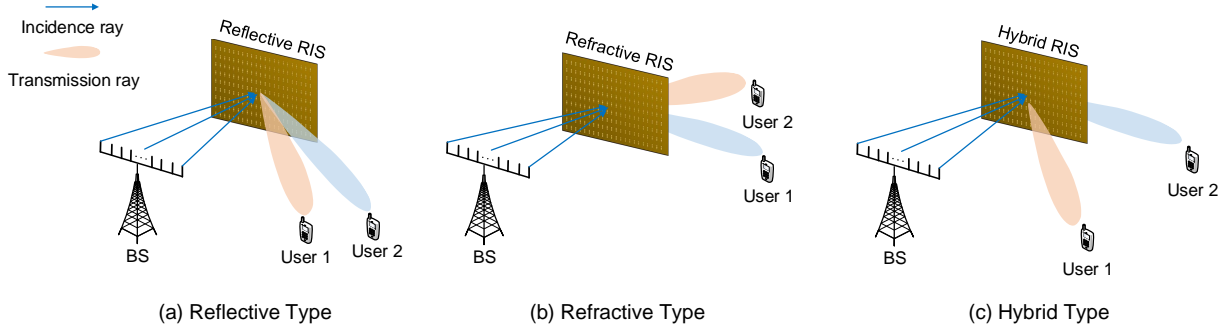 Incidence ray
Transmission ray
Reflective RIS
BS
User 1
User 2
(a) Reflective Type
Refractive RIS
User 2
User 1
BS
(b) Refractive Type
Hybrid RIS
User 2
User 1
BS
(c) Hybrid Type